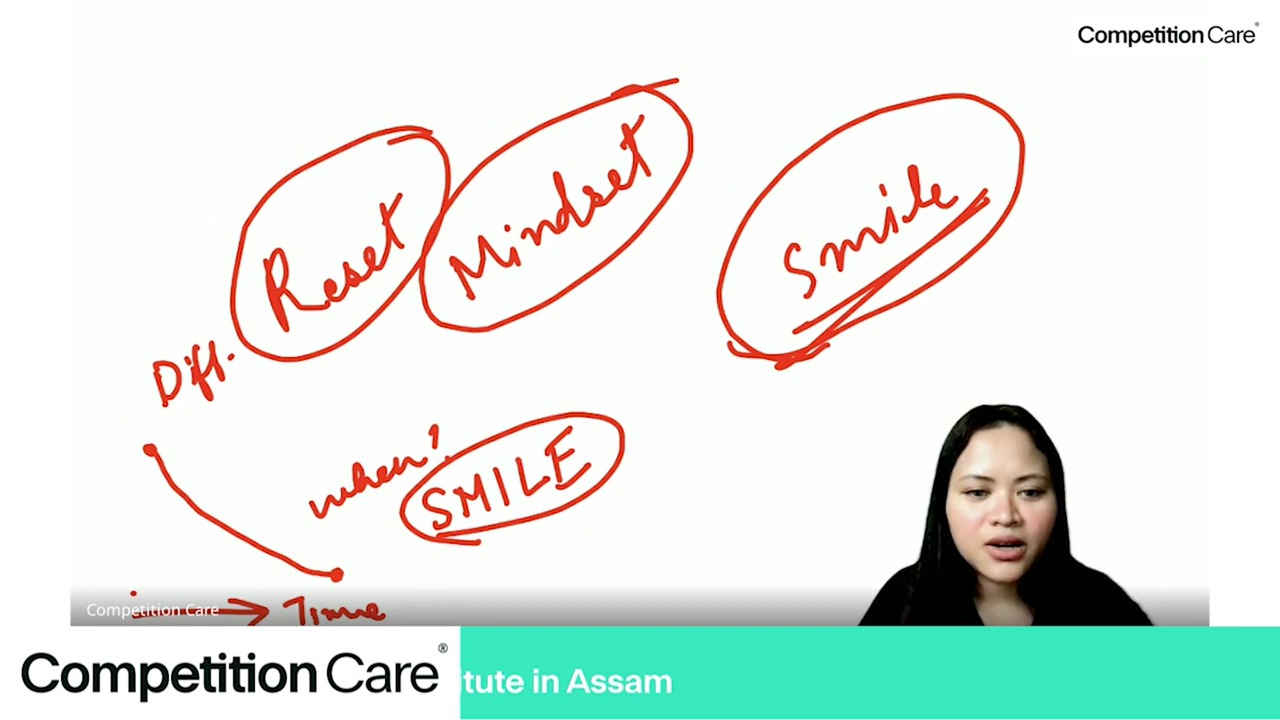 Competition Care®
Reset Mindset Smile
Diff.
when?
SMILE
Time
Competition Care
Competition Care®
itute in Assam